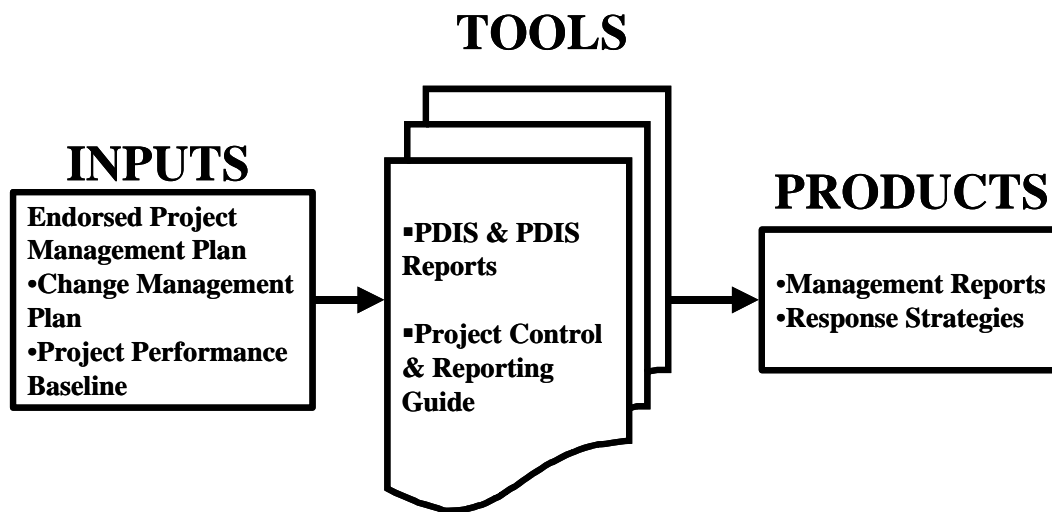 TOOLS
INPUTS
Endorsed Project
Management Plan
•Change Management
Plan
•Project Performance
Baseline
▪PDIS & PDIS
Reports
▪Project Control
& Reporting
Guide
PRODUCTS
•Management Reports
•Response Strategies